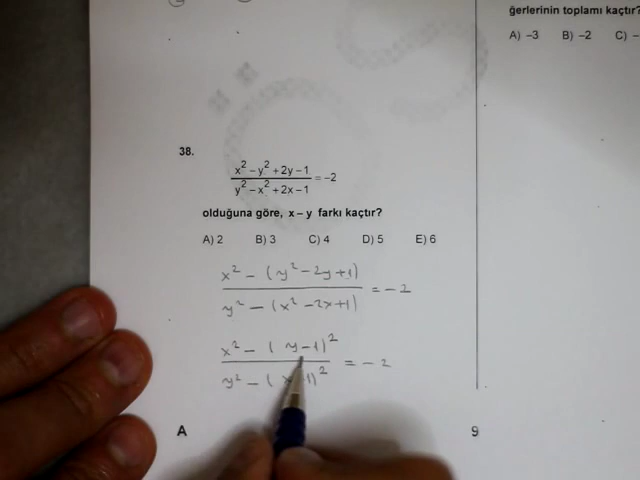 ğerlerinin toplamı kaçtır?
A) –3 B) –2 C) –
38.
x² – y² + 2y – 1
y² – x² + 2x – 1
= –2
olduğuna göre, x – y farkı kaçtır?
A) 2 B) 3 C) 4 D) 5 E) 6
x² – (y² – 2y + 1)
y² – (x² – 2x + 1)
= –2
x² – (y – 1)²
y² – (x 1)²
= –2
A 9